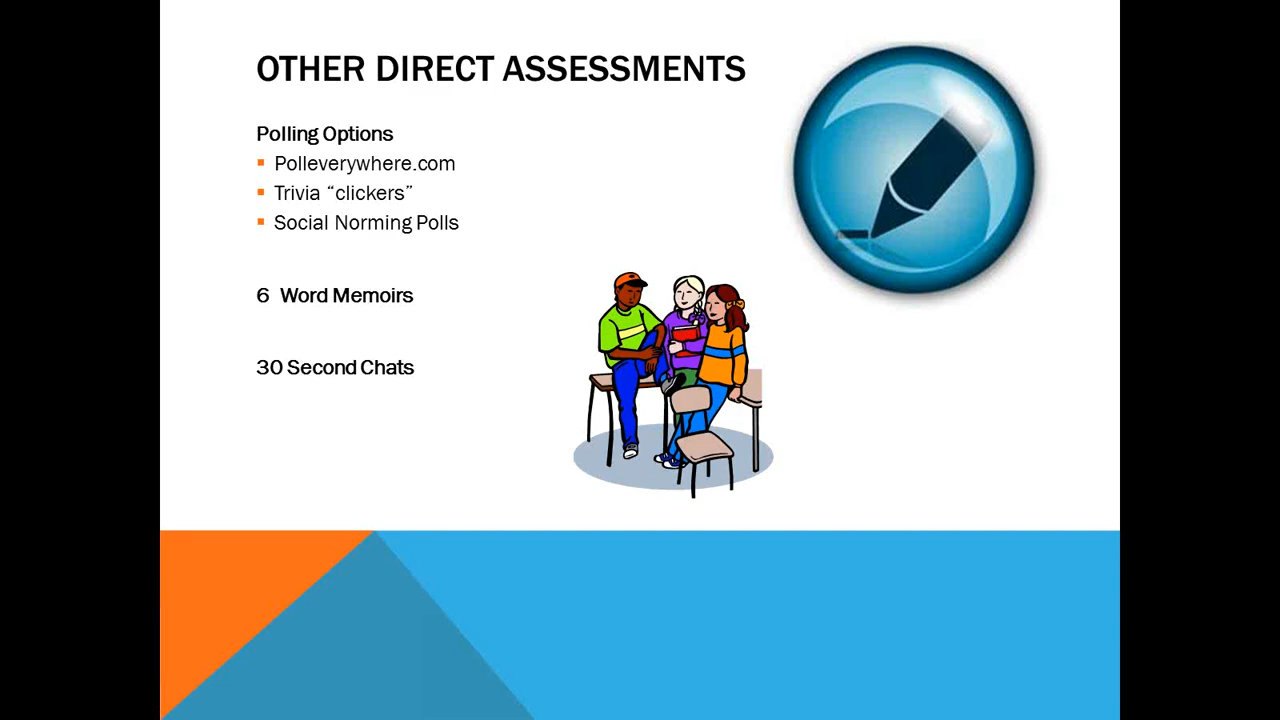 OTHER DIRECT ASSESSMENTS
Polling Options
▪ Polleverywhere.com
▪ Trivia “clickers”
▪ Social Norming Polls
6 Word Memoirs
30 Second Chats